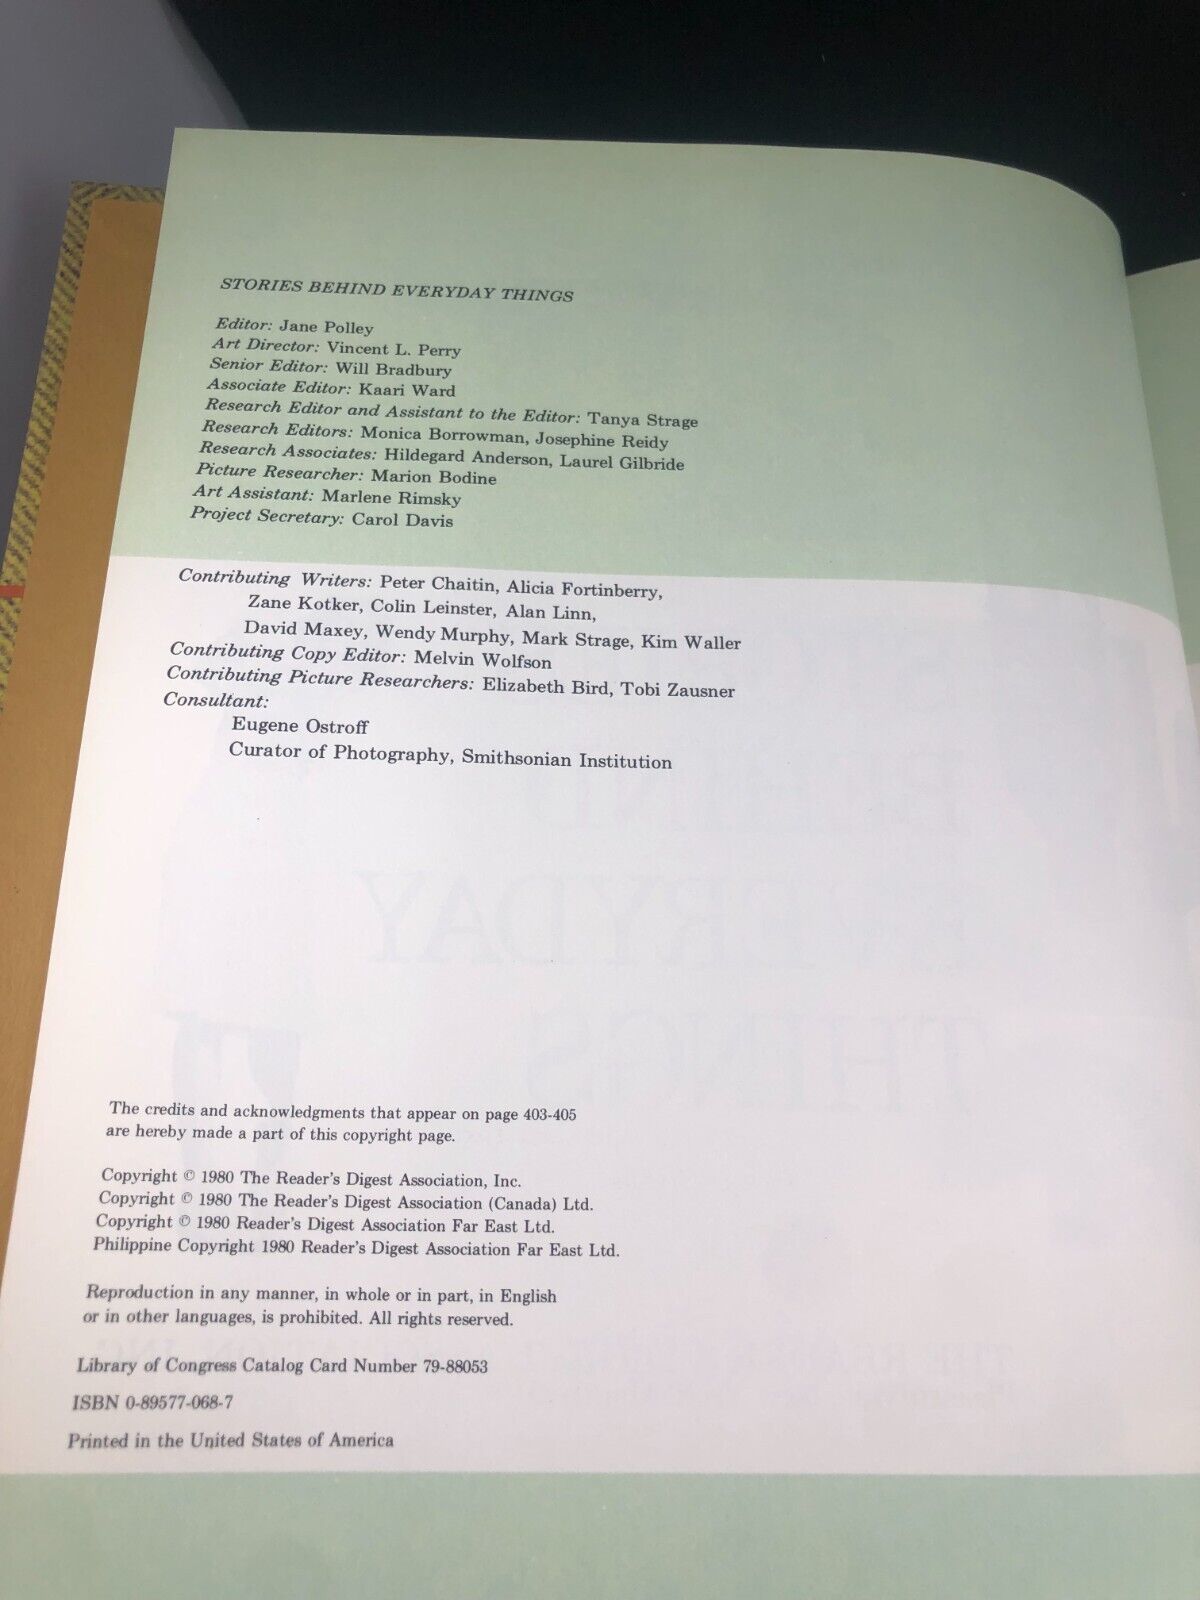 STORIES BEHIND EVERYDAY THINGS
Editor: Jane Polley
Art Director: Vincent L. Perry
Senior Editor: Will Bradbury
Associate Editor: Kaari Ward
Research Editor and Assistant to the Editor: Tanya Strage
Research Editors: Monica Borrowman, Josephine Reidy
Research Associates: Hildegard Anderson, Laurel Gilbride
Picture Researcher: Marion Bodine
Art Assistant: Marlene Rimsky
Project Secretary: Carol Davis
Contributing Writers: Peter Chaitin, Alicia Fortinberry,
Zane Kotker, Colin Leinster, Alan Linn,
David Maxey, Wendy Murphy, Mark Strage, Kim Waller
Contributing Copy Editor: Melvin Wolfson
Contributing Picture Researchers: Elizabeth Bird, Tobi Zausner
Consultant:
Eugene Ostroff
Curator of Photography, Smithsonian Institution
The credits and acknowledgments that appear on page 403-405
are hereby made a part of this copyright page.
Copyright © 1980 The Reader's Digest Association, Inc.
Copyright © 1980 The Reader's Digest Association (Canada) Ltd.
Copyright © 1980 Reader's Digest Association Far East Ltd.
Philippine Copyright 1980 Reader's Digest Association Far East Ltd.
Reproduction in any manner, in whole or in part, in English
or in other languages, is prohibited. All rights reserved.
Library of Congress Catalog Card Number 79-88053
ISBN 0-89577-068-7
Printed in the United States of America